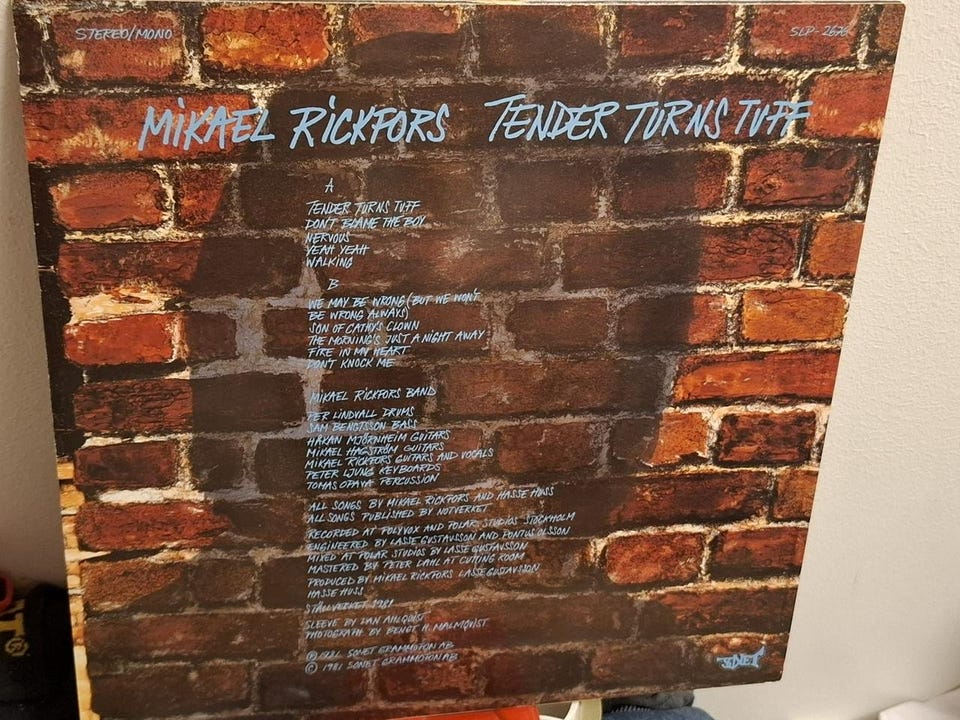 STEREO/MONO
SLP-2676
MIKAEL RICKFORS TENDER TURNS TUFF
A
TENDER TURNS TUFF
DON'T BLAME THE BOY
NERVOUS
YEAH YEAH
WALKING
B
WE MAY BE WRONG (BUT WE WON'T
BE WRONG ALWAYS)
SON OF CATHYS CLOWN
THE MORNING'S JUST A NIGHT AWAY
FIRE IN MY HEART
DON'T KNOCK ME
MIKAEL RICKFORS BAND
PER LINDVALL DRUMS
SAM BENGTSSON BASS
HÅKAN MJÖRNHEIM GUITARS
MIKAEL HAGSTRÖM GUITARS
MIKAEL RICKFORS GUITARS AND VOCALS
PETER LJUNG KEYBOARDS
TOMAS OPAVA PERCUSSION
ALL SONGS BY MIKAEL RICKFORS AND HASSE HUSS
ALL SONGS PUBLISHED BY NOTVERKET
RECORDED AT POLYVOX AND POLAR STUDIOS STOCKHOLM
ENGINEERED BY LASSE GUSTAVSSON AND PONTUS OLSSON
MIXED AT POLAR STUDIOS BY LASSE GUSTAVSSON
MASTERED BY PETER DAHL AT CUTTING ROOM
PRODUCED BY MIKAEL RICKFORS LASSE GUSTAVSSON
HASSE HUSS
STÄLLVERKET 1981
SLEEVE BY DAN AHLQVIST
PHOTOGRAPH BY BENGT H. MALMQVIST
℗ 1981 SONET GRAMMOFON AB
© 1981 SONET GRAMMOFON AB
SONET